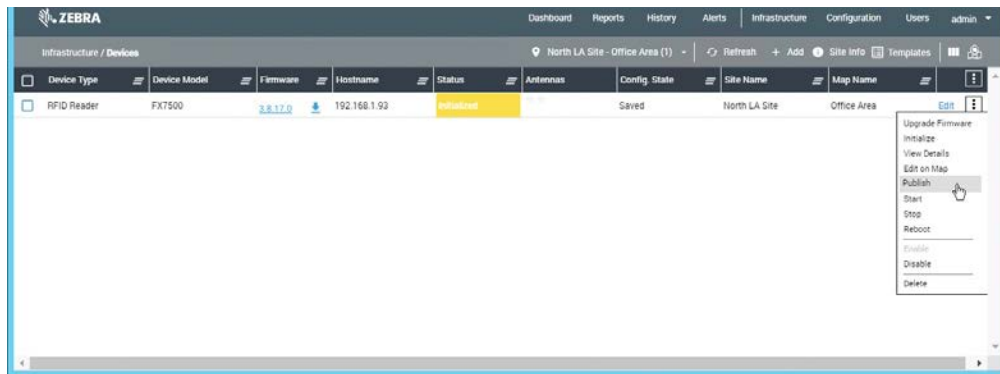 ZEBRA
Dashboard Reports History Alerts Infrastructure Configuration Users admin
Infrastructure / Devices North LA Site - Office Area (1) Refresh + Add Site Info Templates
Device Type Device Model Firmware Hostname Status Antennas Config. State Site Name Map Name
RFID Reader FX7500 3.8.17.0 192.168.1.93 Initialized Saved North LA Site Office Area Edit
Upgrade Firmware
Initialize
View Details
Edit on Map
Publish
Start
Stop
Reboot
Enable
Disable
Delete